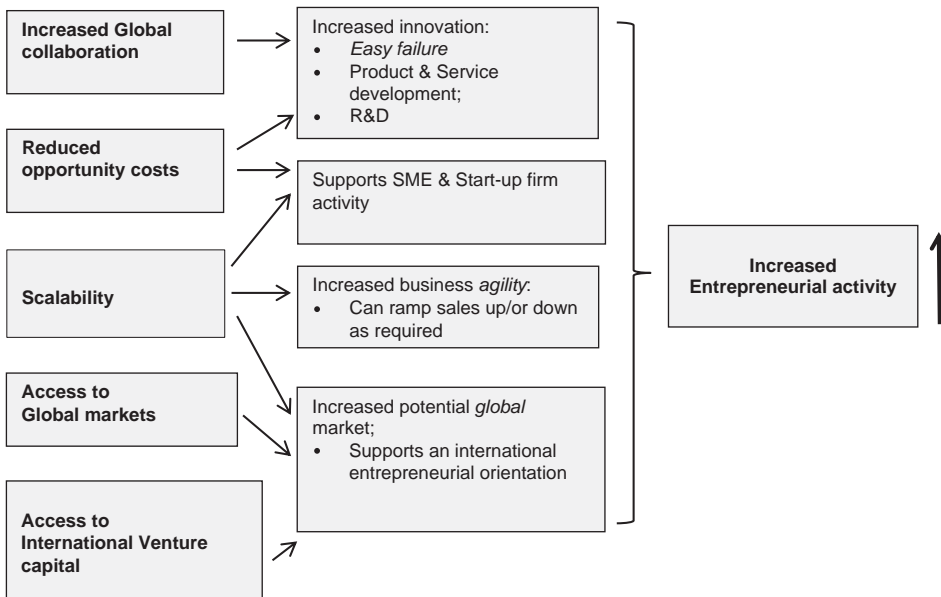 Increased Global
collaboration
Reduced
opportunity costs
Scalability
Access to
Global markets
Access to
International Venture
capital
Increased innovation:
• Easy failure
• Product & Service
development;
• R&D
Supports SME & Start-up firm
activity
Increased business agility:
• Can ramp sales up/or down
as required
Increased potential global
market;
• Supports an international
entrepreneurial orientation
Increased
Entrepreneurial activity